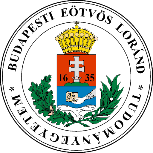 BUDAPESTI EÖTVÖS LORÁND
* TUDOMÁNYEGYETEM *
16 35